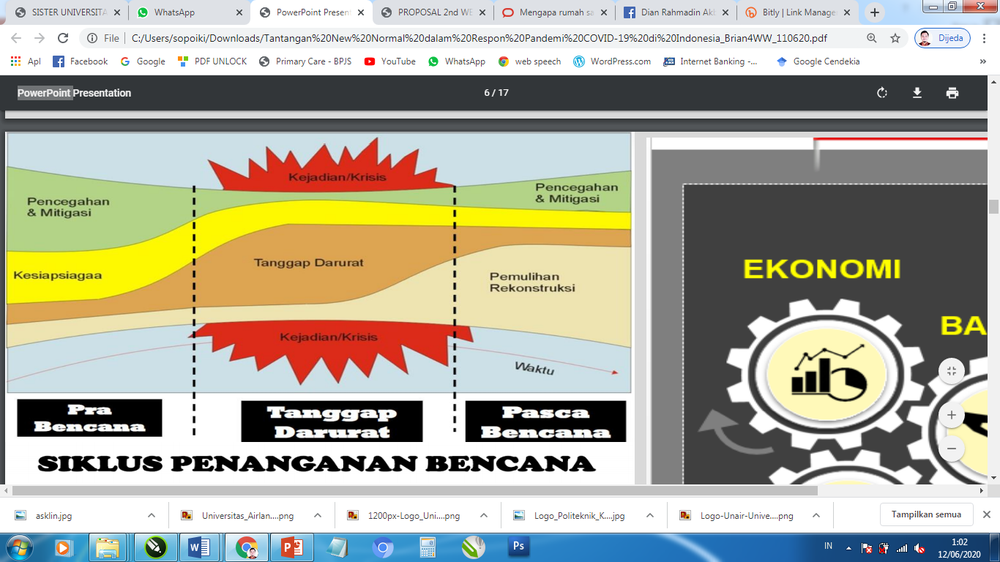 SISTER UNIVERSITA
WhatsApp
PowerPoint Present
PROPOSAL 2nd WE
Mengapa rumah sa
Dian Rahmadin Akb
Bitly | Link Manage
File
C:/Users/sopoiki/Downloads/Tantangan%20New%20Normal%20dalam%20Respon%20Pandemi%20COVID-19%20di%20Indonesia_Brian4WW_110620.pdf
Dijeda
Apl
Facebook
Google
PDF UNLOCK
Primary Care - BPJS
YouTube
WhatsApp
web speech
WordPress.com
Internet Banking -...
Google Cendekia
»
PowerPoint Presentation
6 / 17
Kejadian/Krisis
Pencegahan
& Mitigasi
Pencegahan
& Mitigasi
Kesiapsiagaa
Tanggap Darurat
Pemulihan
Rekonstruksi
Kejadian/Krisis
Waktu
Pra
Bencana
Tanggap
Darurat
Pasca
Bencana
SIKLUS PENANGANAN BENCANA
EKONOMI
BA
asklin.jpg
Universitas_Airlan....png
1200px-Logo_Uni....png
Logo_Politeknik_K....jpg
Logo-Unair-Unive....png
Tampilkan semua
Ps
IN
1:02
12/06/2020